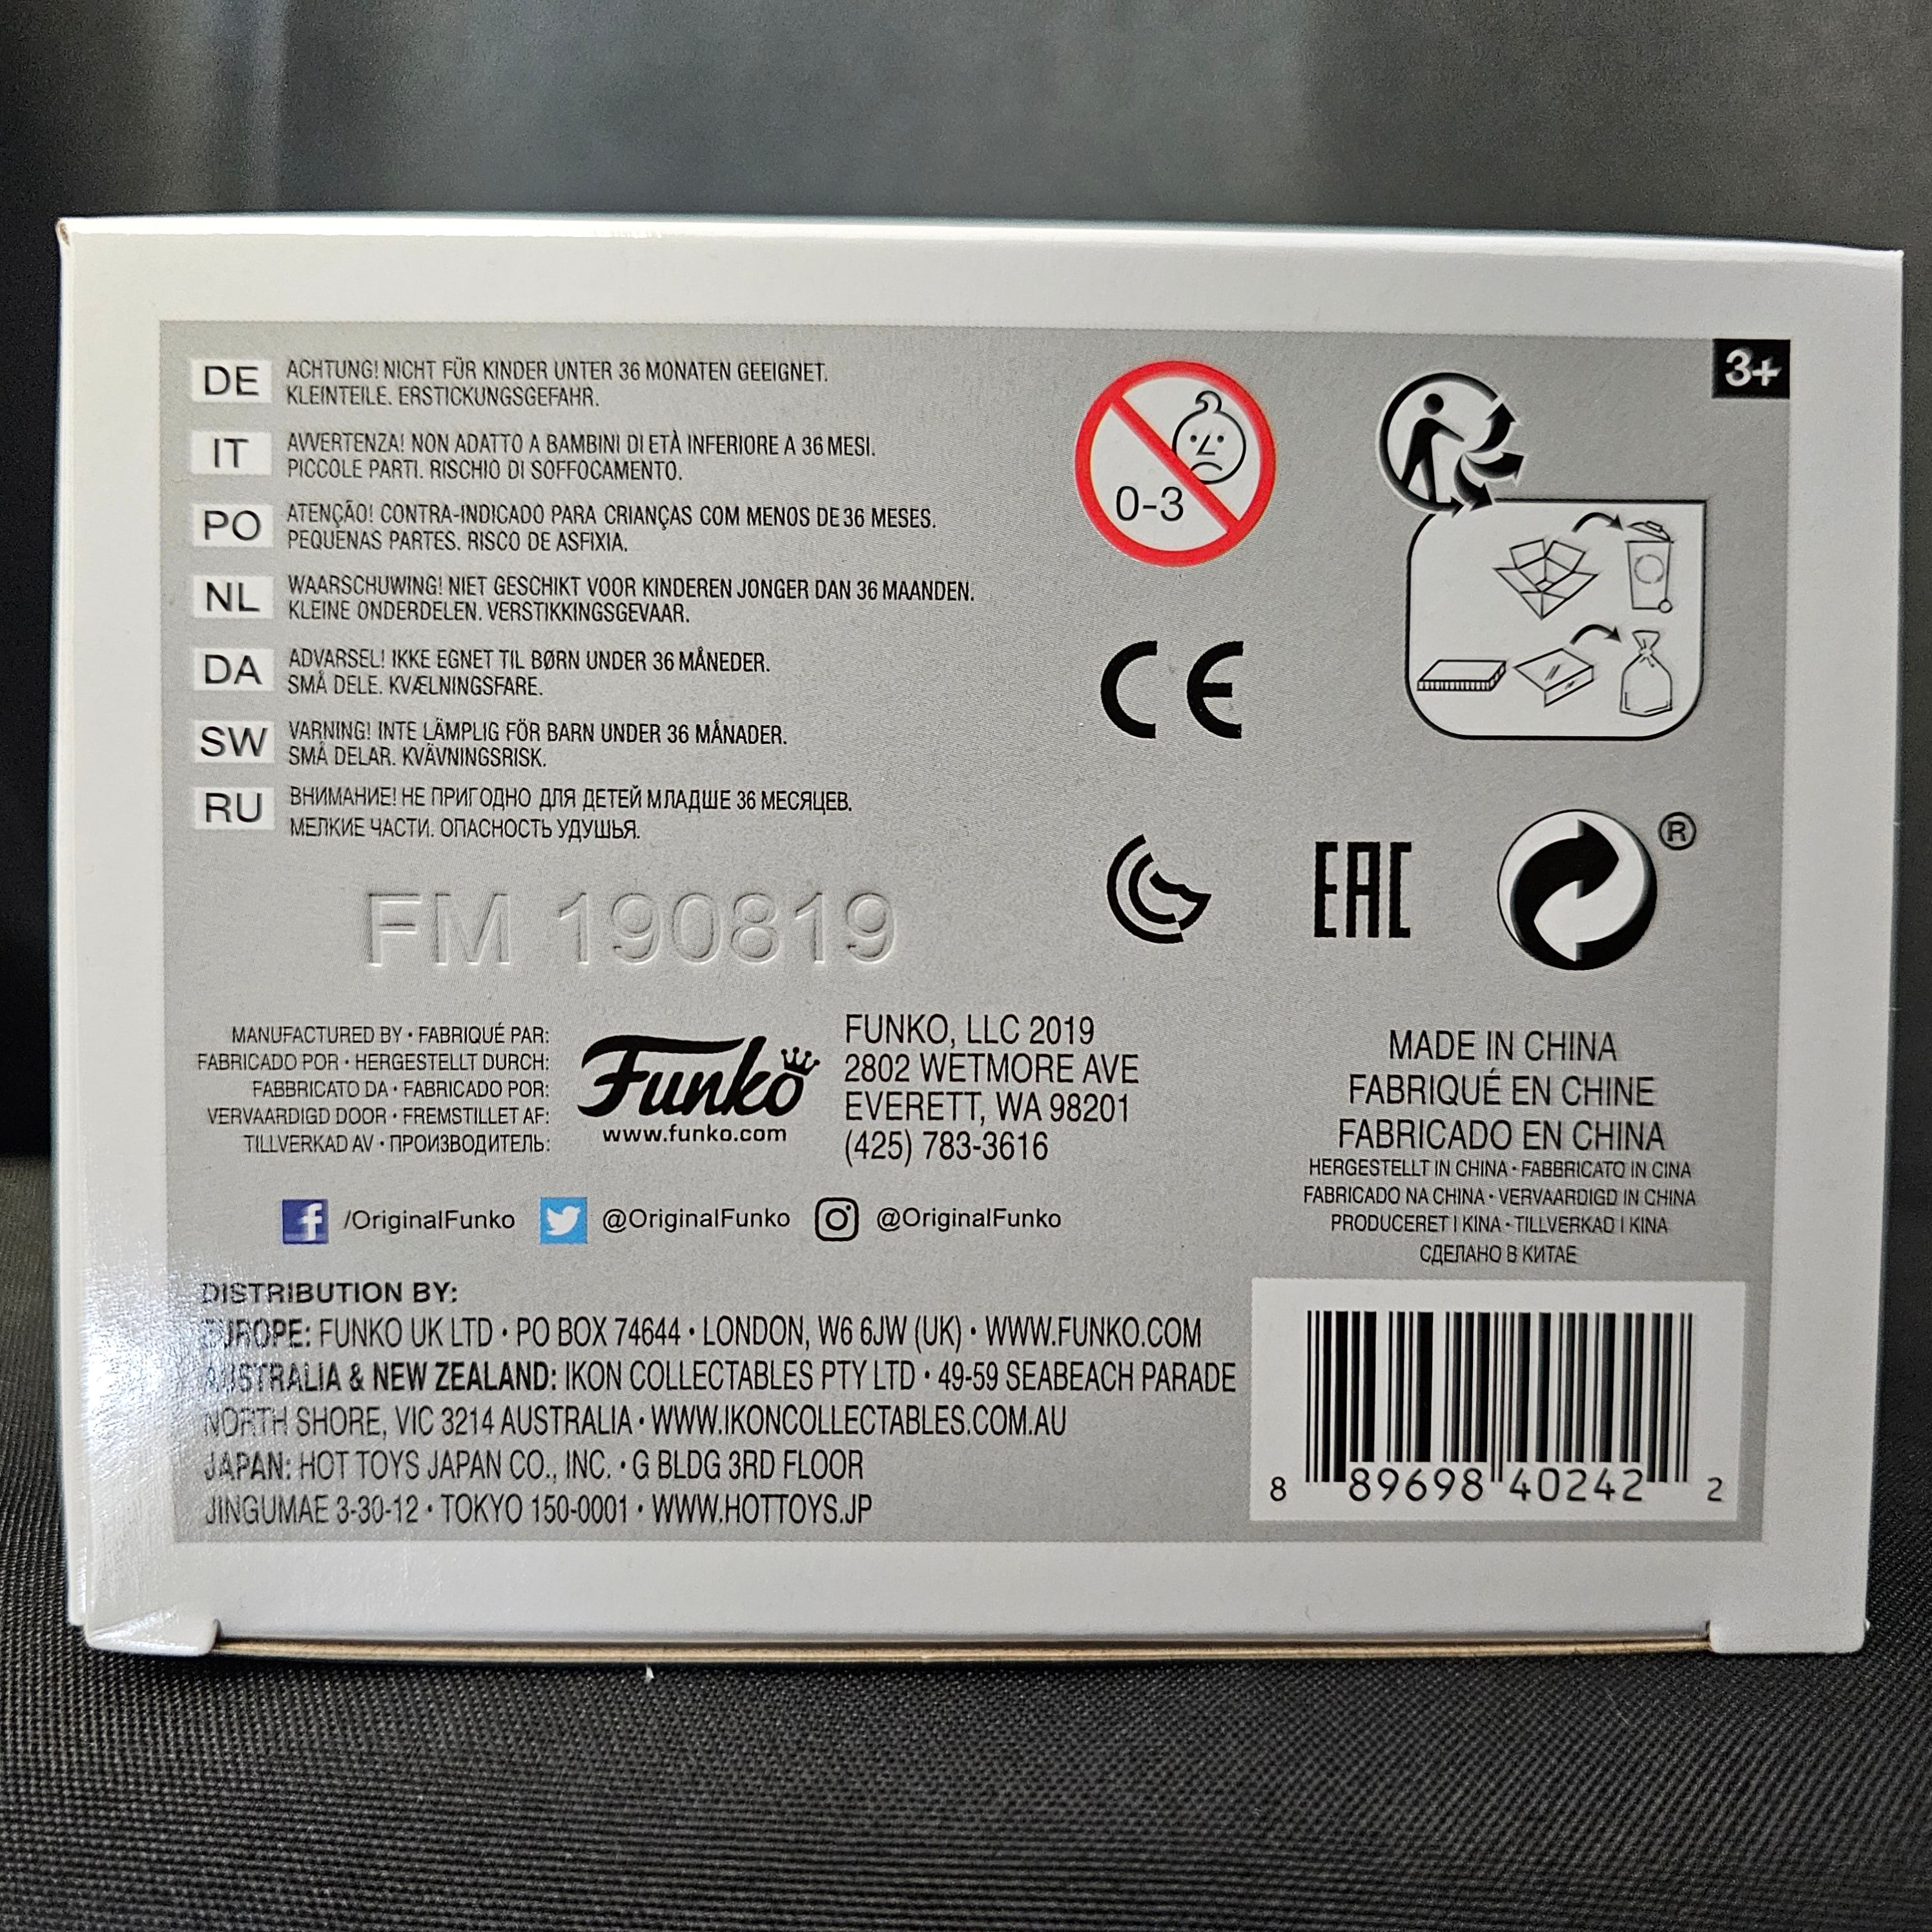 DE ACHTUNG! NICHT FÜR KINDER UNTER 36 MONATEN GEEIGNET.
KLEINTEILE. ERSTICKUNGSGEFAHR.
IT AVVERTENZA! NON ADATTO A BAMBINI DI ETÀ INFERIORE A 36 MESI.
PICCOLE PARTI. RISCHIO DI SOFFOCAMENTO.
PO ATENÇÃO! CONTRA-INDICADO PARA CRIANÇAS COM MENOS DE 36 MESES.
PEQUENAS PARTES. RISCO DE ASFIXIA.
NL WAARSCHUWING! NIET GESCHIKT VOOR KINDEREN JONGER DAN 36 MAANDEN.
KLEINE ONDERDELEN. VERSTIKKINGSGEVAAR.
DA ADVARSEL! IKKE EGNET TIL BØRN UNDER 36 MÅNEDER.
SMÅ DELE. KVÆLNINGSFARE.
SW VARNING! INTE LÄMPLIG FÖR BARN UNDER 36 MÅNADER.
SMÅ DELAR. KVÄVNINGSRISK.
RU ВНИМАНИЕ! НЕ ПРИГОДНО ДЛЯ ДЕТЕЙ МЛАДШЕ 36 МЕСЯЦЕВ.
МЕЛКИЕ ЧАСТИ. ОПАСНОСТЬ УДУШЬЯ.
0-3
3+
CE
EAC
®
FM 190819
MANUFACTURED BY • FABRIQUÉ PAR:
FABRICADO POR • HERGESTELLT DURCH:
FABBRICATO DA • FABRICADO POR:
VERVAARDIGD DOOR • FREMSTILLET AF:
TILLVERKAD AV • ПРОИЗВОДИТЕЛЬ:
Funko
www.funko.com
FUNKO, LLC 2019
2802 WETMORE AVE
EVERETT, WA 98201
(425) 783-3616
MADE IN CHINA
FABRIQUÉ EN CHINE
FABRICADO EN CHINA
HERGESTELLT IN CHINA • FABBRICATO IN CINA
FABRICADO NA CHINA • VERVAARDIGD IN CHINA
PRODUCERET I KINA • TILLVERKAD I KINA
СДЕЛАНО В КИТАЕ
f /OriginalFunko @OriginalFunko @OriginalFunko
DISTRIBUTION BY:
EUROPE: FUNKO UK LTD • PO BOX 74644 • LONDON, W6 6JW (UK) • WWW.FUNKO.COM
AUSTRALIA & NEW ZEALAND: IKON COLLECTABLES PTY LTD • 49-59 SEABEACH PARADE
NORTH SHORE, VIC 3214 AUSTRALIA • WWW.IKONCOLLECTABLES.COM.AU
JAPAN: HOT TOYS JAPAN CO., INC. • G BLDG 3RD FLOOR
JINGUMAE 3-30-12 • TOKYO 150-0001 • WWW.HOTTOYS.JP
8 89698 40242 2